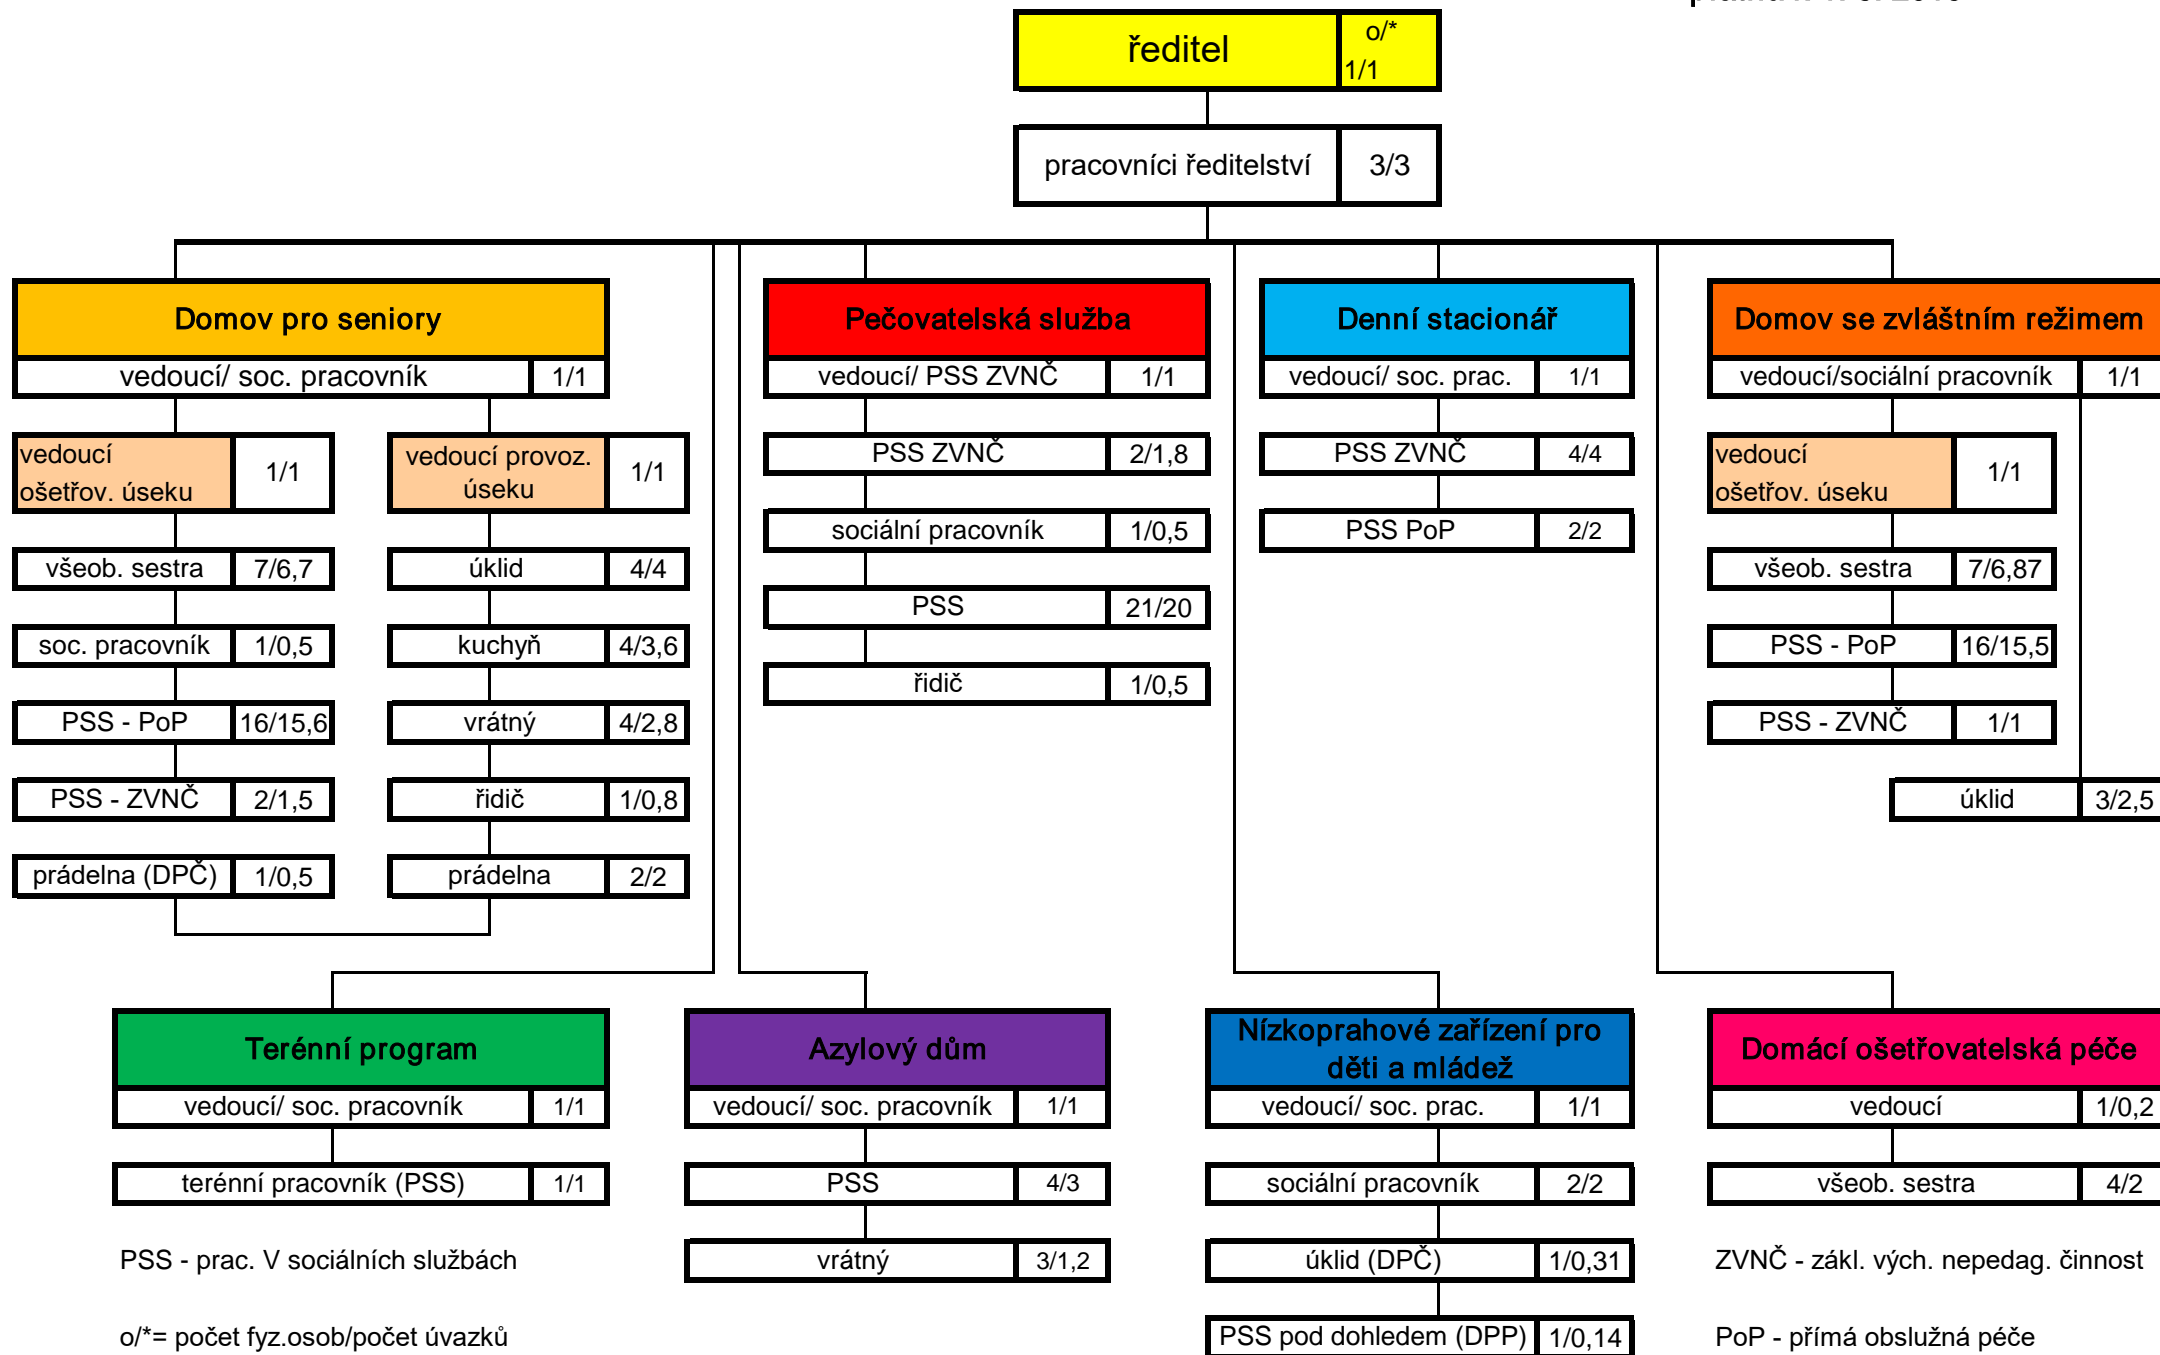 ředitel
o/*
1/1
pracovníci ředitelství
3/3
Domov pro seniory
vedoucí/ soc. pracovník
1/1
vedoucí
ošetřov. úseku
1/1
vedoucí provoz.
úseku
1/1
všeob. sestra
7/6,7
úklid
4/4
soc. pracovník
1/0,5
kuchyň
4/3,6
PSS - PoP
16/15,6
vrátný
4/2,8
PSS - ZVNČ
2/1,5
řidič
1/0,8
prádelna (DPČ)
1/0,5
prádelna
2/2
Pečovatelská služba
vedoucí/ PSS ZVNČ
1/1
PSS ZVNČ
2/1,8
sociální pracovník
1/0,5
PSS
21/20
řidič
1/0,5
Denní stacionář
vedoucí/ soc. prac.
1/1
PSS ZVNČ
4/4
PSS PoP
2/2
Domov se zvláštním režimem
vedoucí/sociální pracovník
1/1
vedoucí
ošetřov. úseku
1/1
všeob. sestra
7/6,87
PSS - PoP
16/15,5
PSS - ZVNČ
1/1
úklid
3/2,5
Terénní program
vedoucí/ soc. pracovník
1/1
terénní pracovník (PSS)
1/1
Azylový dům
vedoucí/ soc. pracovník
1/1
PSS
4/3
vrátný
3/1,2
Nízkoprahové zařízení pro
děti a mládež
vedoucí/ soc. prac.
1/1
sociální pracovník
2/2
úklid (DPČ)
1/0,31
PSS pod dohledem (DPP)
1/0,14
Domácí ošetřovatelská péče
vedoucí
1/0,2
všeob. sestra
4/2
PSS - prac. V sociálních službách
ZVNČ - zákl. vých. nepedag. činnost
o/*= počet fyz.osob/počet úvazků
PoP - přímá obslužná péče